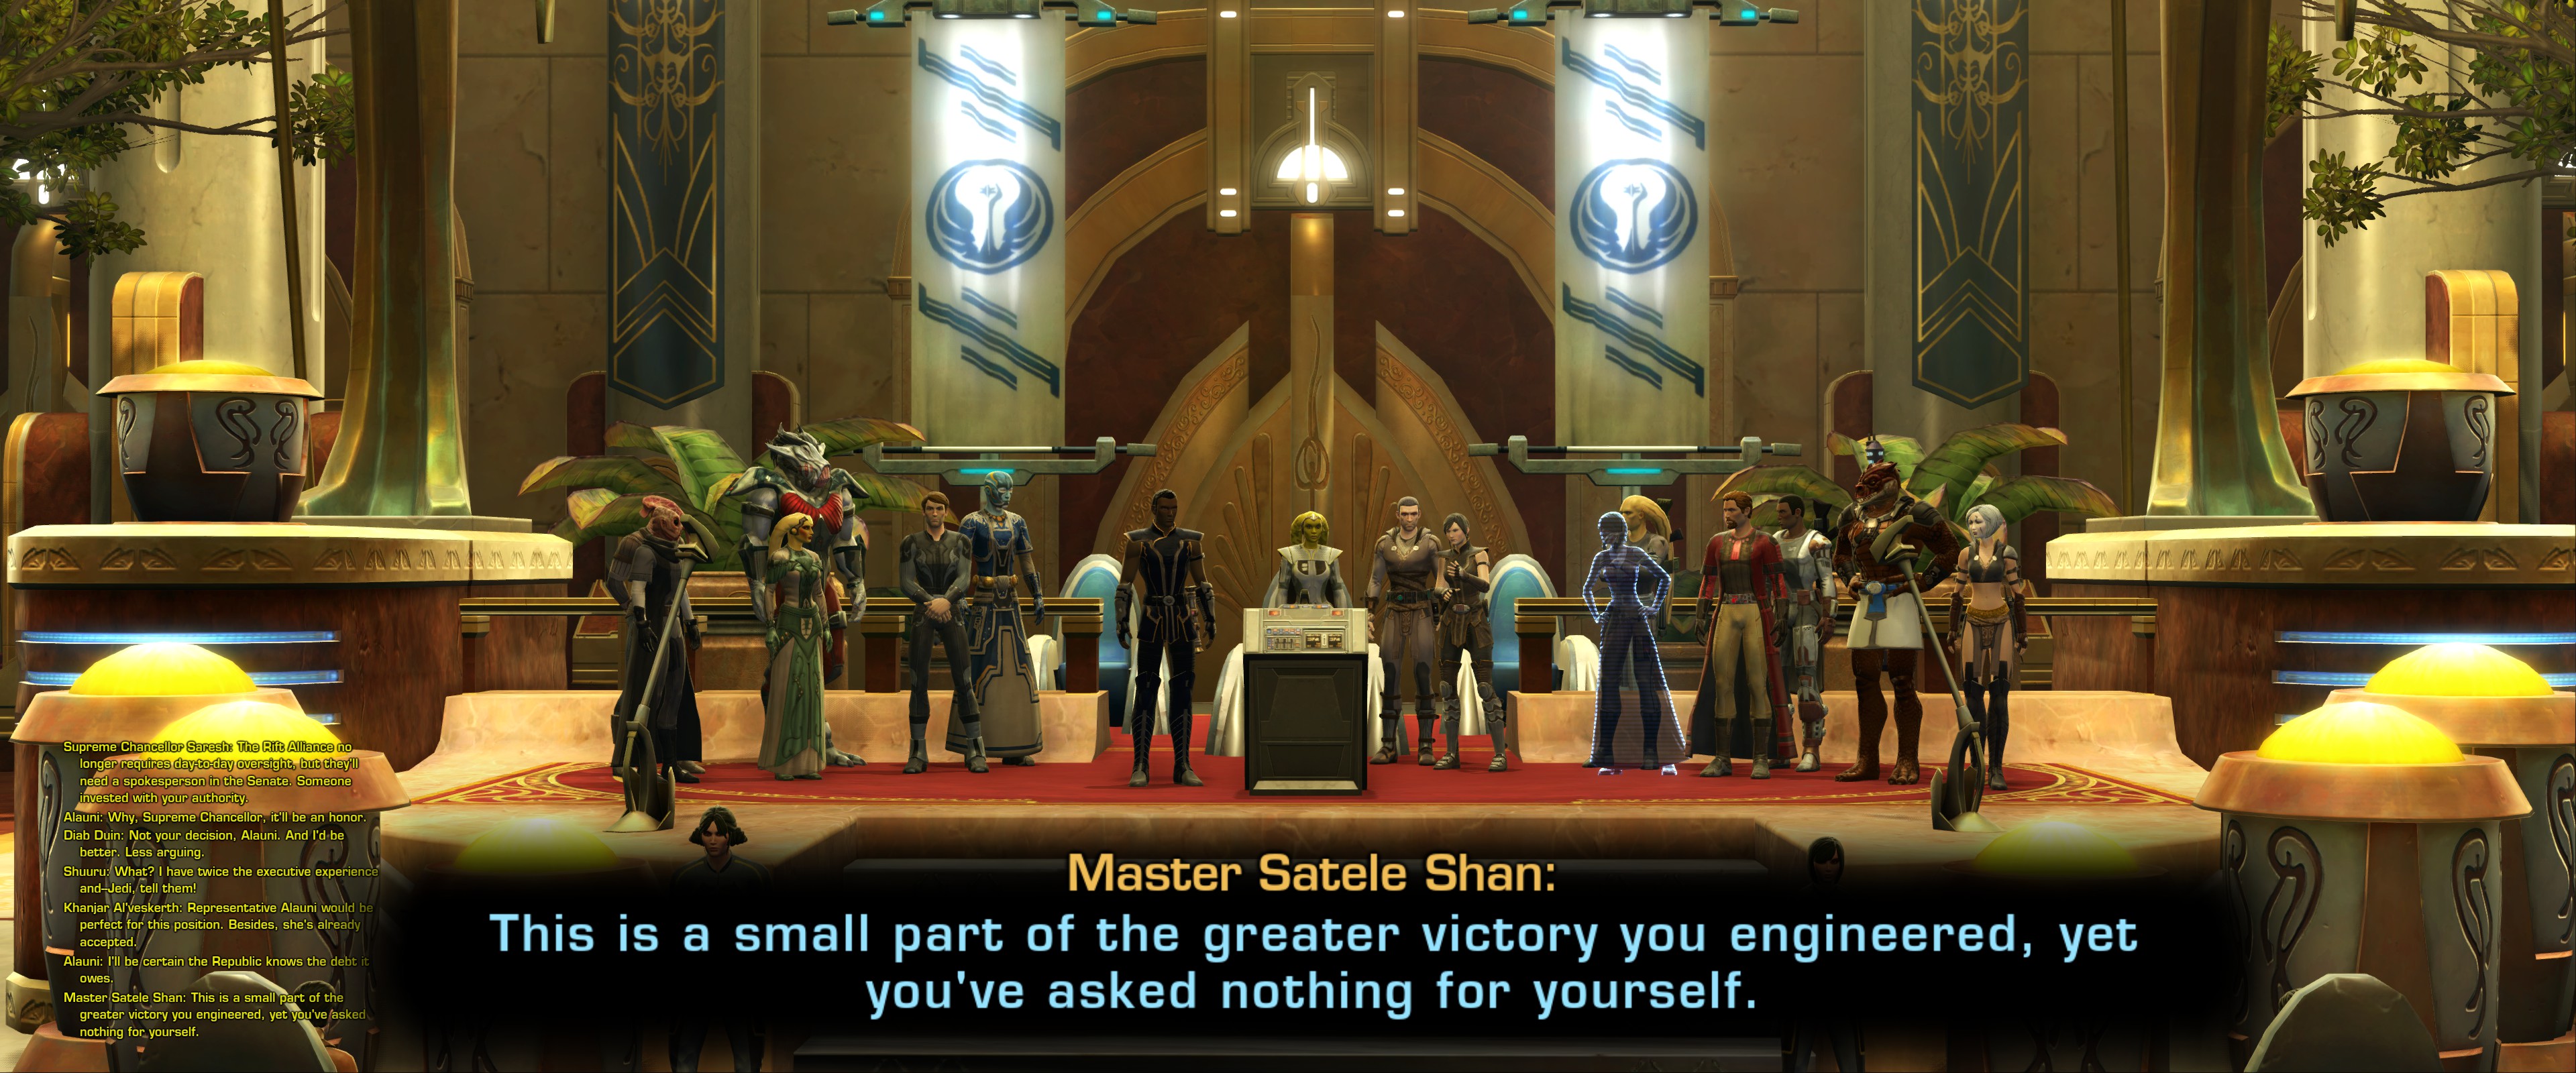 Supreme Chancellor Saresh: The Rift Alliance no
longer requires day-to-day oversight, but they'll
need a spokesperson in the Senate. Someone
invested with your authority.
Alauni: Why, Supreme Chancellor, it'll be an honor.
Diab Duin: Not your decision, Alauni. And I'd be
better. Less arguing.
Shuuru: What? I have twice the executive experience
and–Jedi, tell them!
Khanjar Al'veskerth: Representative Alauni would be
perfect for this position. Besides, she's already
accepted.
Alauni: I'll be certain the Republic knows the debt it
owes.
Master Satele Shan: This is a small part of the
greater victory you engineered, yet you've asked
nothing for yourself.
Master Satele Shan:
This is a small part of the greater victory you engineered, yet
you've asked nothing for yourself.